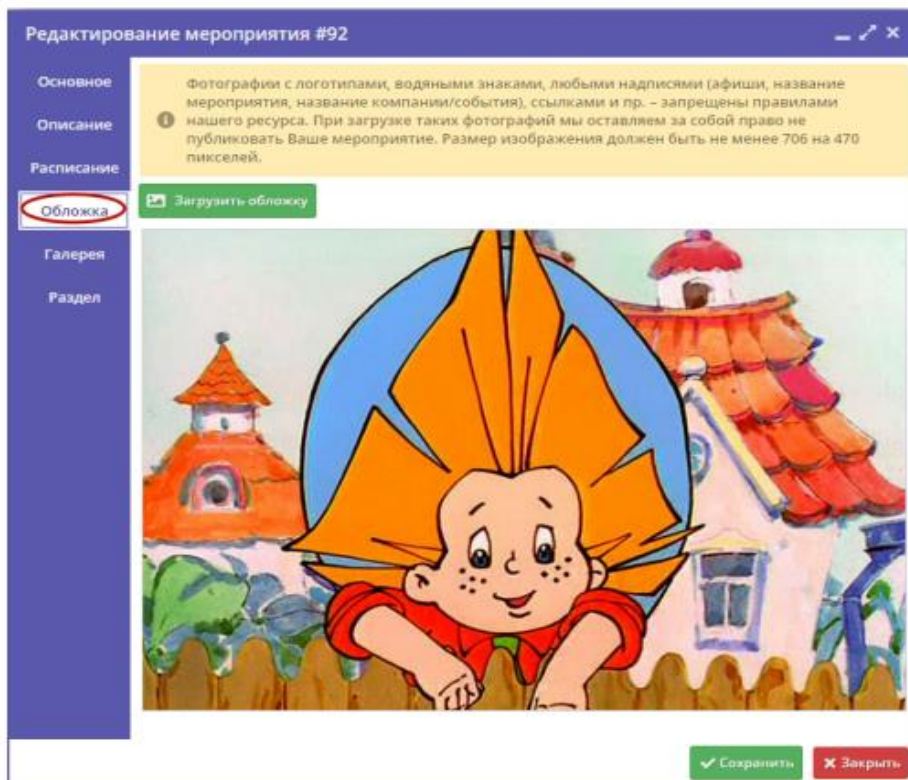 Редактирование мероприятия #92
Основное
Описание
Расписание
Обложка
Галерея
Раздел
Фотографии с логотипами, водяными знаками, любыми надписями (афиши, название
мероприятия, название компании/события), ссылками и пр. – запрещены правилами
нашего ресурса. При загрузке таких фотографий мы оставляем за собой право не
публиковать Ваше мероприятие. Размер изображения должен быть не менее 706 на 470
пикселей.
Загрузить обложку
Сохранить
Закрыть